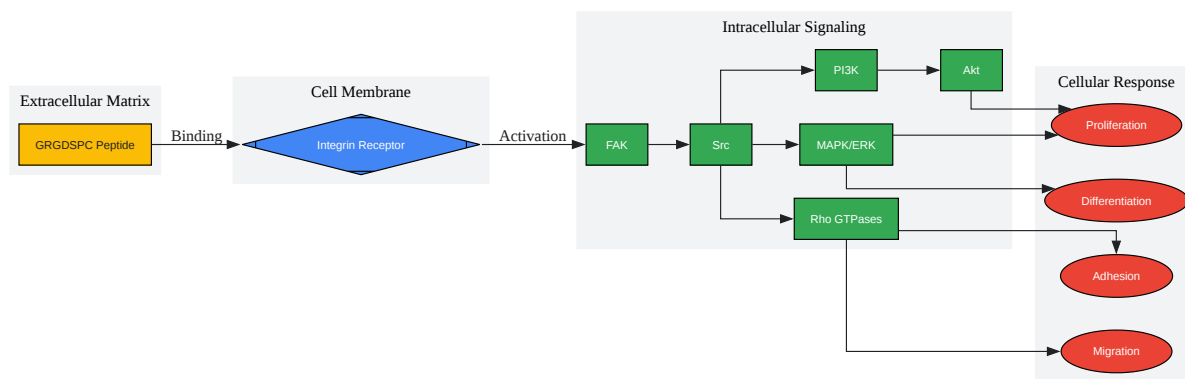 Extracellular Matrix
GRGDSPC Peptide
Binding
Cell Membrane
Integrin Receptor
Activation
Intracellular Signaling
FAK
Src
PI3K
Akt
MAPK/ERK
Rho GTPases
Cellular Response
Proliferation
Differentiation
Adhesion
Migration